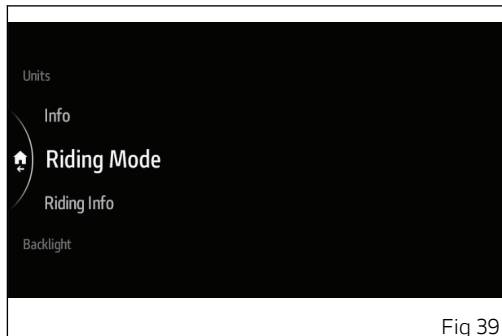 Units
Info
Riding Mode
Riding Info
Backlight
Fig 39